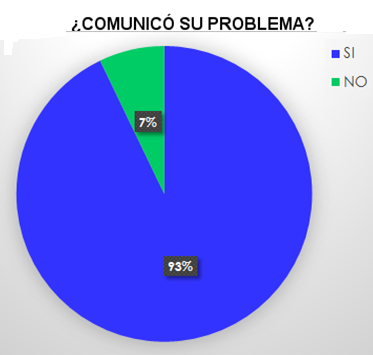 ¿COMUNICÓ SU PROBLEMA?
SI
NO
7%
93%